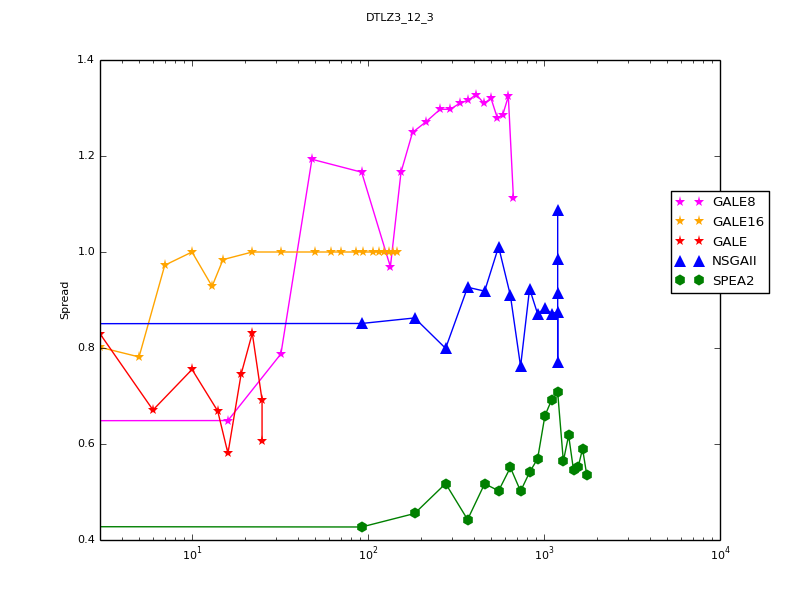 DTLZ3_12_3
1.4
1.2
1.0
0.8
0.6
0.4
Spread
10^1
10^2
10^3
10^4
GALE8
GALE16
GALE
NSGAII
SPEA2